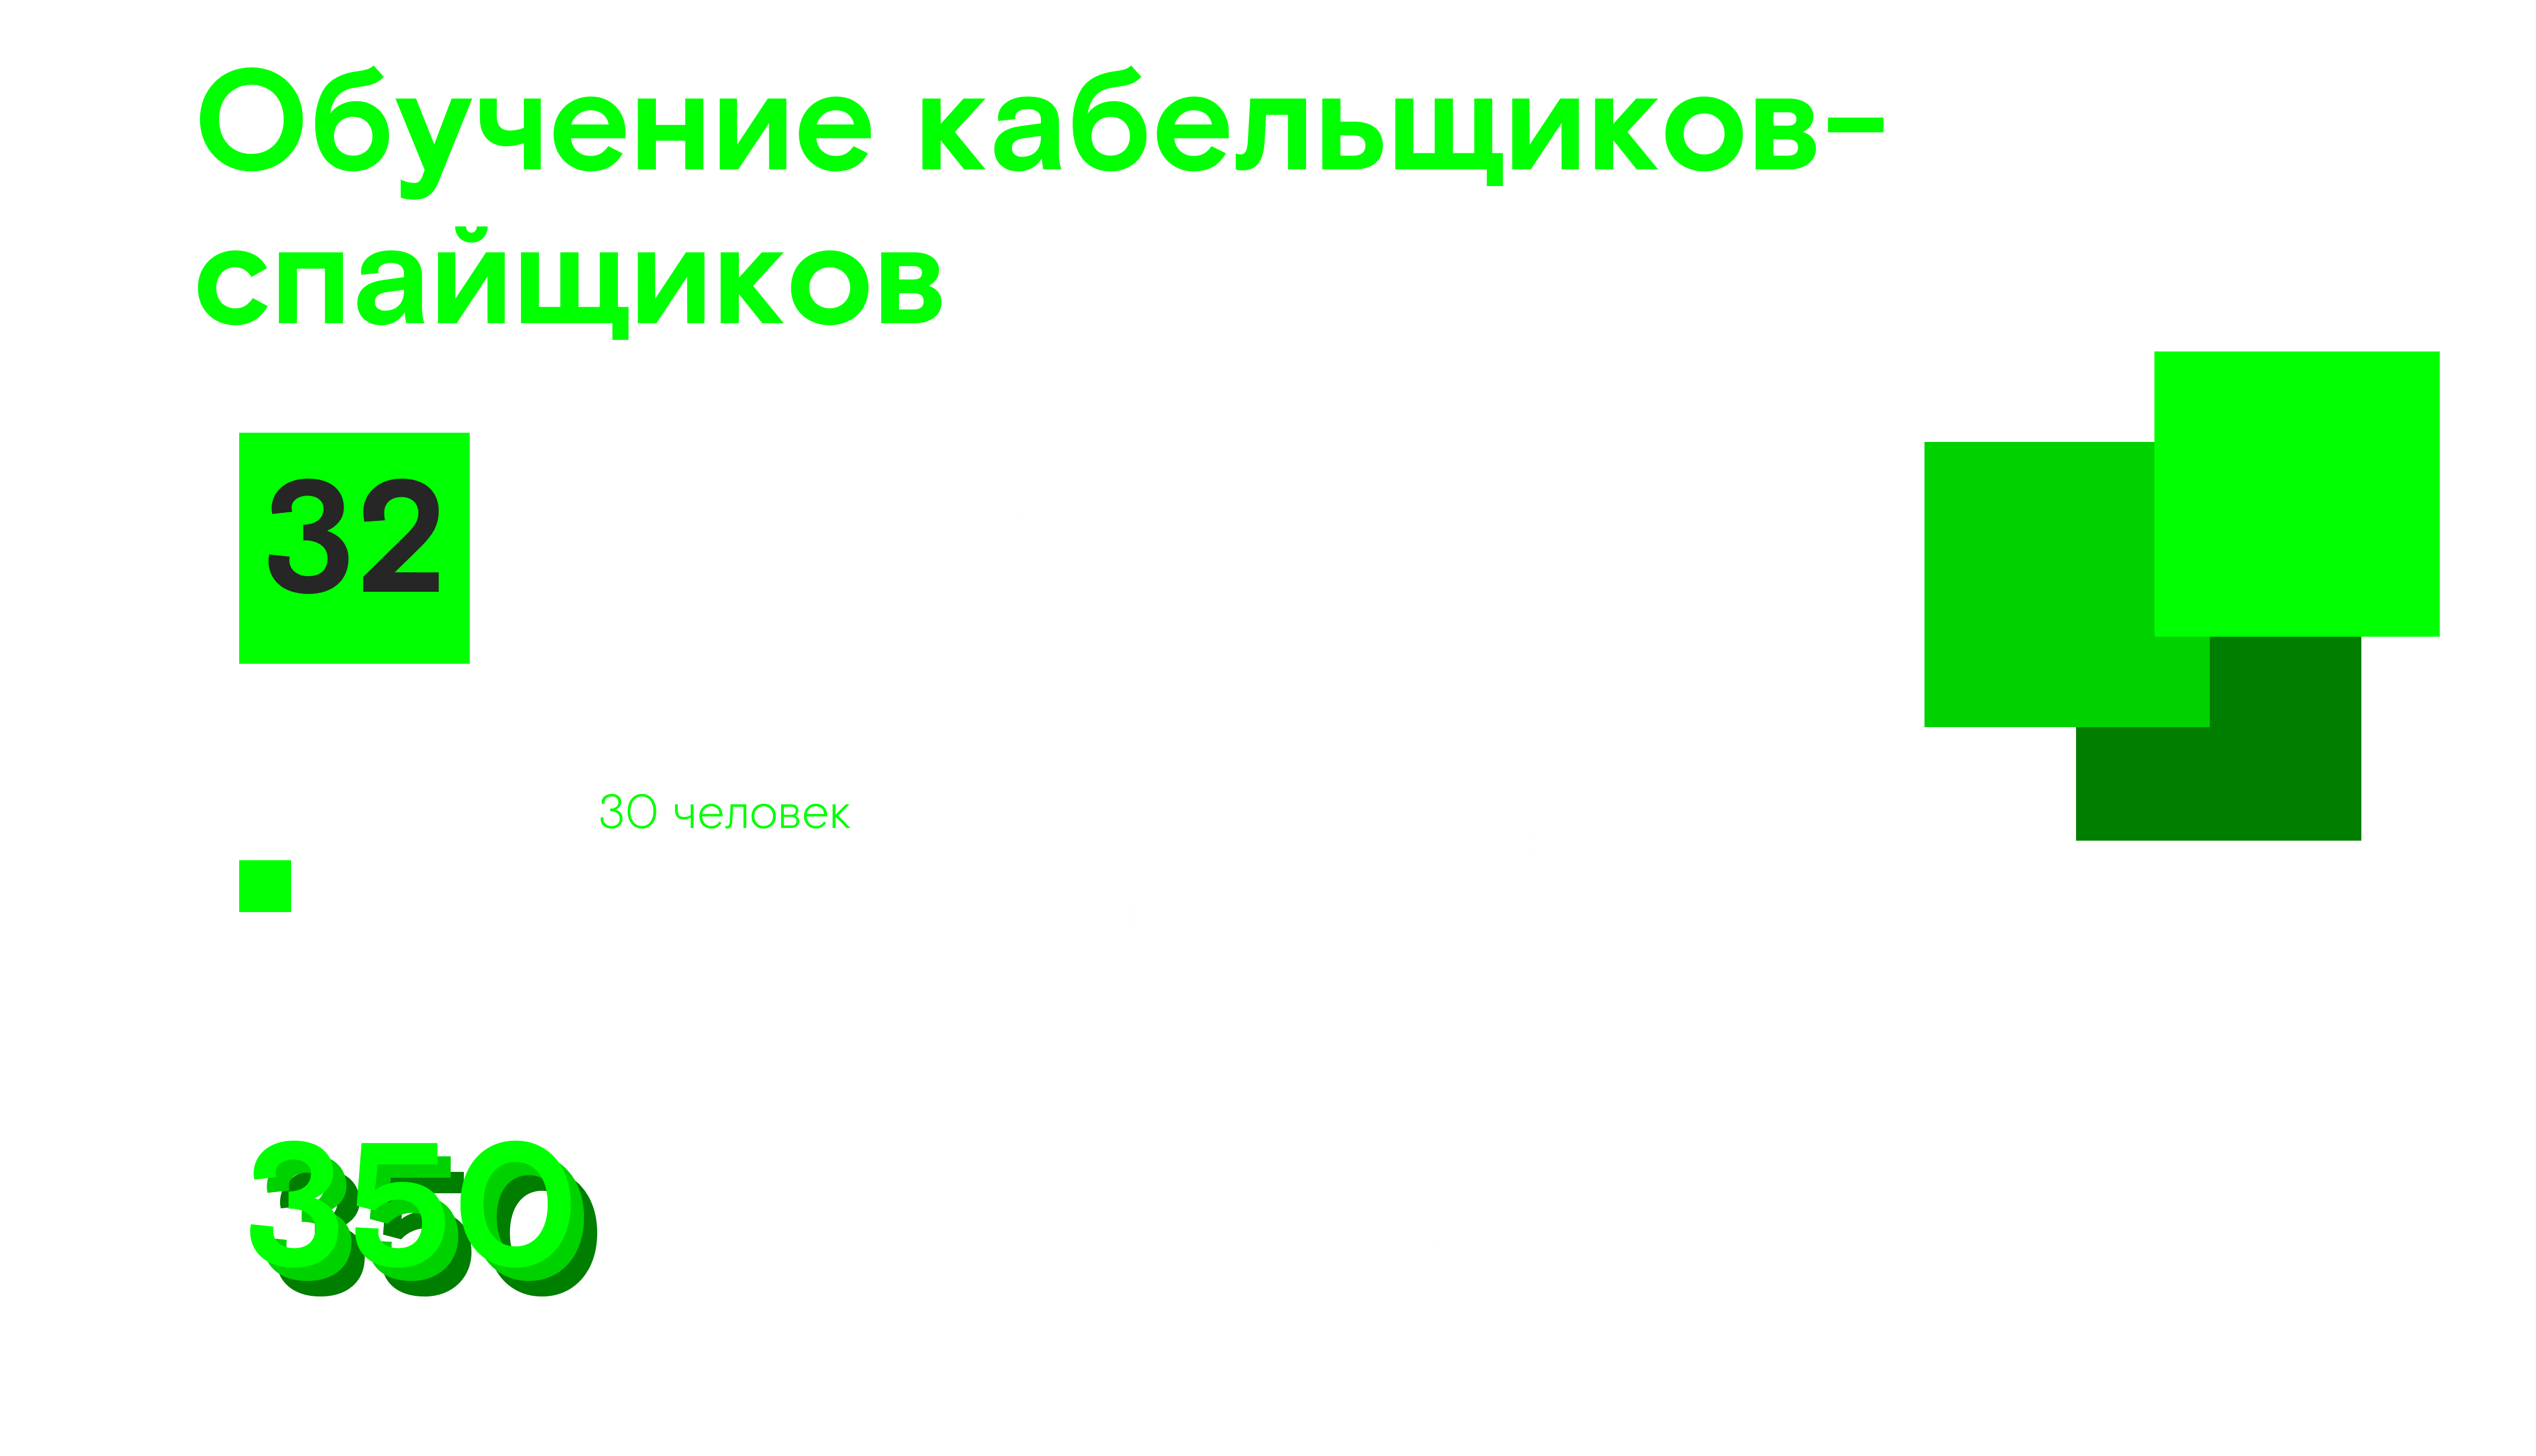 Обучение кабельщиков-
спайщиков
32
30 человек
350